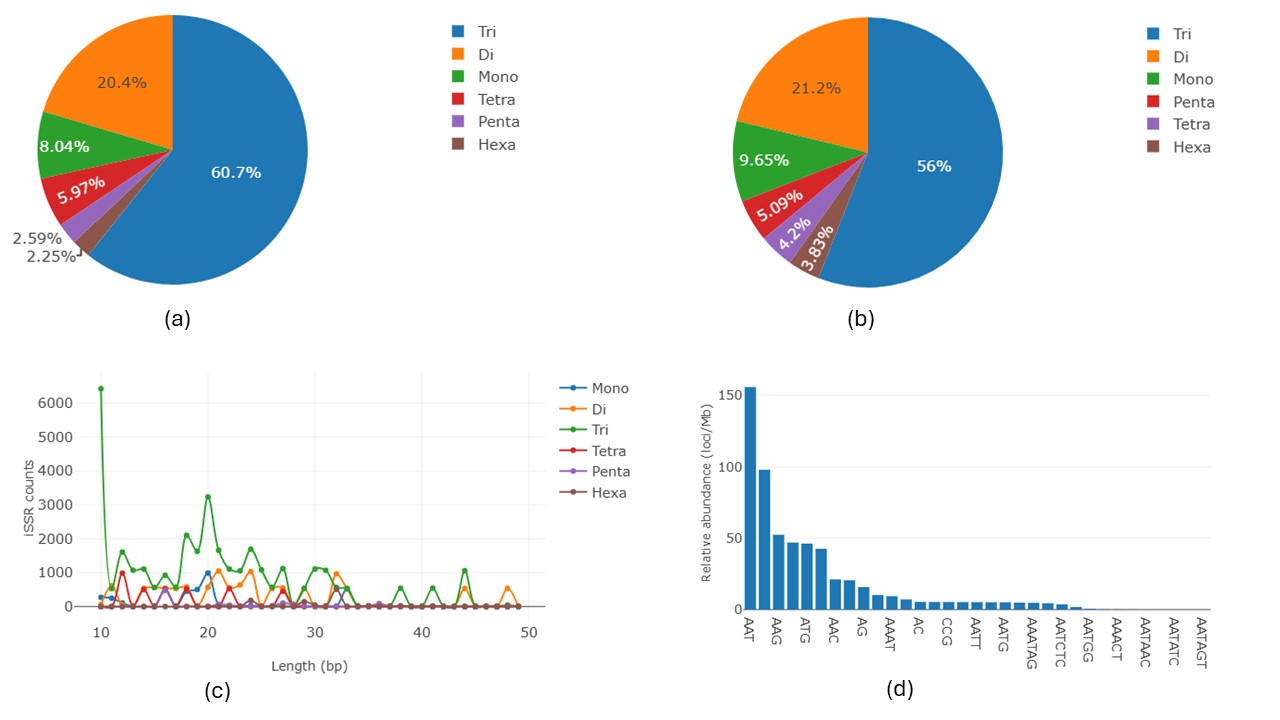 Tri
Di
Mono
Tetra
Penta
Hexa
20.4%
8.04%
5.97%
2.59%
2.25%
60.7%
(a)
Tri
Di
Mono
Penta
Tetra
Hexa
21.2%
9.65%
5.09%
4.2%
3.83%
56%
(b)
iSSR counts
6000
5000
4000
3000
2000
1000
0
10 20 30 40 50
Length (bp)
Mono
Di
Tri
Tetra
Penta
Hexa
(c)
Relative abundance (loci/Mb)
150
100
50
0
AAT AAG ATG AAC AG AAAT AC CCG AATT AATG AAATAG AATCTC AATGG AAACT AATAAC AATATC AATAGT
(d)